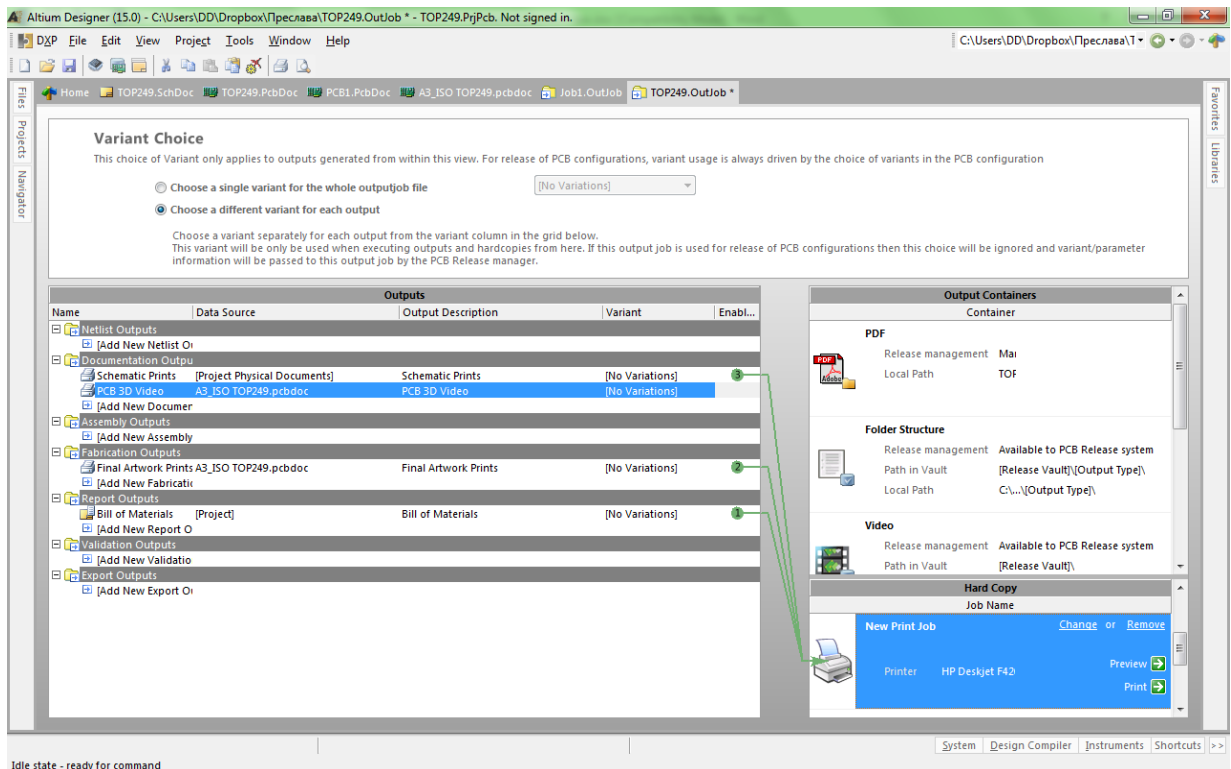 Altium Designer (15.0) - C:\Users\DD\Dropbox\Преслава\TOP249.OutJob * - TOP249.PrjPcb. Not signed in.
DXP File Edit View Project Tools Window Help
C:\Users\DD\Dropbox\Преслава\T
Files
Projects
Navigator
Home TOP249.SchDoc TOP249.PcbDoc PCB1.PcbDoc A3_ISO TOP249.pcbdoc Job1.OutJob TOP249.OutJob *
Favorites
Libraries
Variant Choice
This choice of Variant only applies to outputs generated from within this view. For release of PCB configurations, variant usage is always driven by the choice of variants in the PCB configuration
Choose a single variant for the whole outputjob file [No Variations]
Choose a different variant for each output
Choose a variant separately for each output from the variant column in the grid below.
This variant will be only be used when executing outputs and hardcopies from here. If this output job is used for release of PCB configurations then this choice will be ignored and variant/parameter
information will be passed to this output job by the PCB Release manager.
Outputs
Name Data Source Output Description Variant Enabl...
Netlist Outputs
[Add New Netlist O
Documentation Outpu
Schematic Prints [Project Physical Documents] Schematic Prints [No Variations] 3
PCB 3D Video A3_ISO TOP249.pcbdoc PCB 3D Video [No Variations]
[Add New Documer
Assembly Outputs
[Add New Assembly
Fabrication Outputs
Final Artwork Prints A3_ISO TOP249.pcbdoc Final Artwork Prints [No Variations] 2
[Add New Fabricatic
Report Outputs
Bill of Materials [Project] Bill of Materials [No Variations] 1
[Add New Report O
Validation Outputs
[Add New Validatio
Export Outputs
[Add New Export O
Output Containers
Container
PDF
Release management Mai
Local Path TOF
Folder Structure
Release management Available to PCB Release system
Path in Vault [Release Vault]\[Output Type]\
Local Path C:\...\[Output Type]\
Video
Release management Available to PCB Release system
Path in Vault [Release Vault]\
Hard Copy
Job Name
New Print Job Change or Remove
Printer HP Deskjet F42
Preview
Print
System Design Compiler Instruments Shortcuts >>
Idle state - ready for command